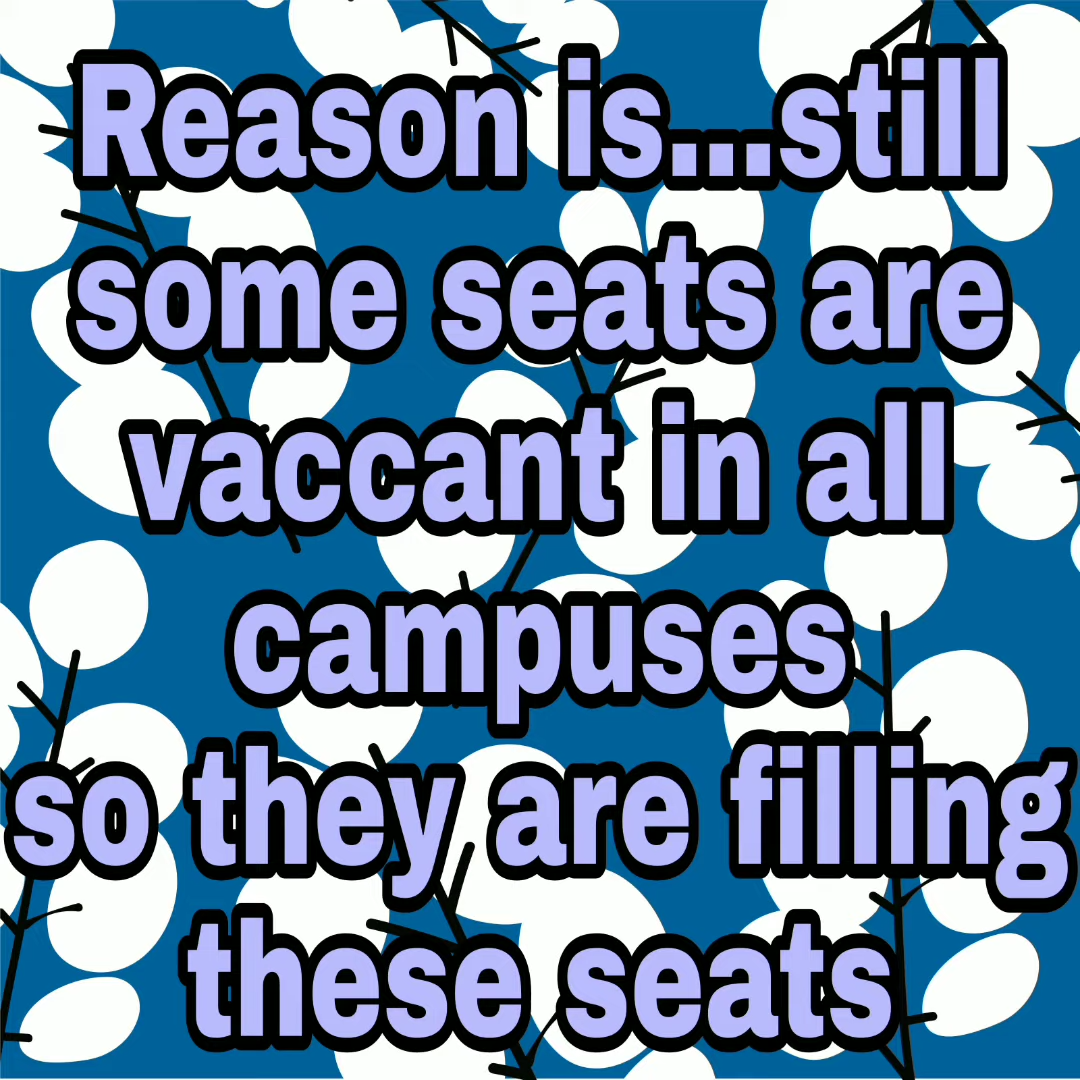 Reason is...still
some seats are
vaccant in all
campuses
so they are filling
these seats